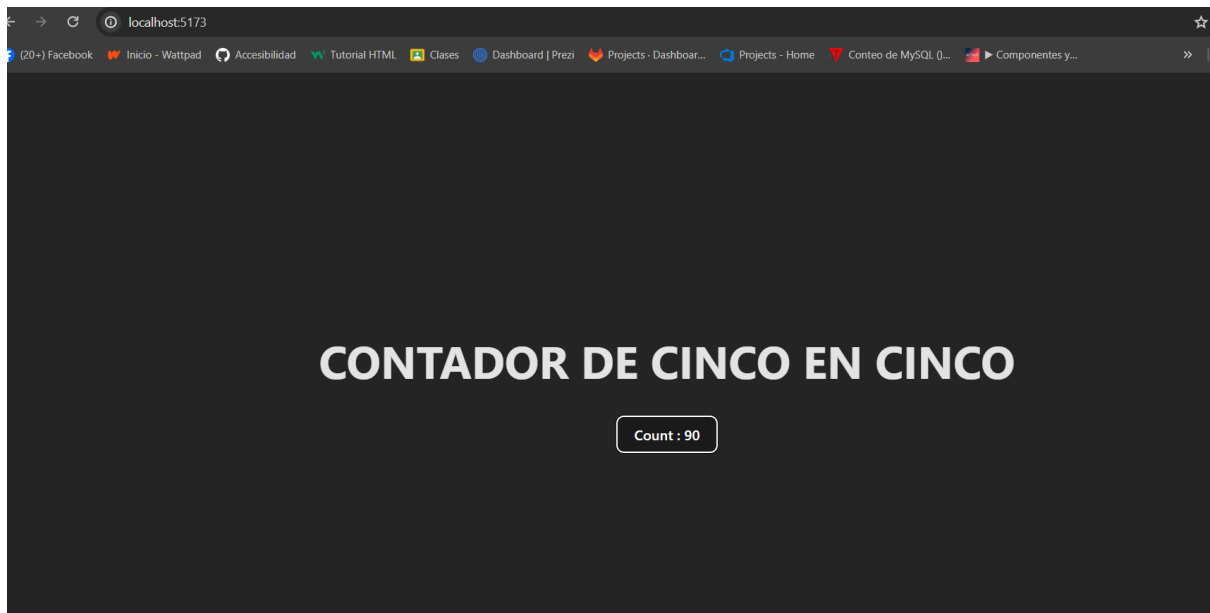 localhost:5173
(20+) Facebook Inicio - Wattpad Accesibilidad Tutorial HTML Clases Dashboard | Prezi Projects · Dashboar... Projects - Home Conteo de MySQL ()... ▶ Componentes y... »
CONTADOR DE CINCO EN CINCO
Count : 90